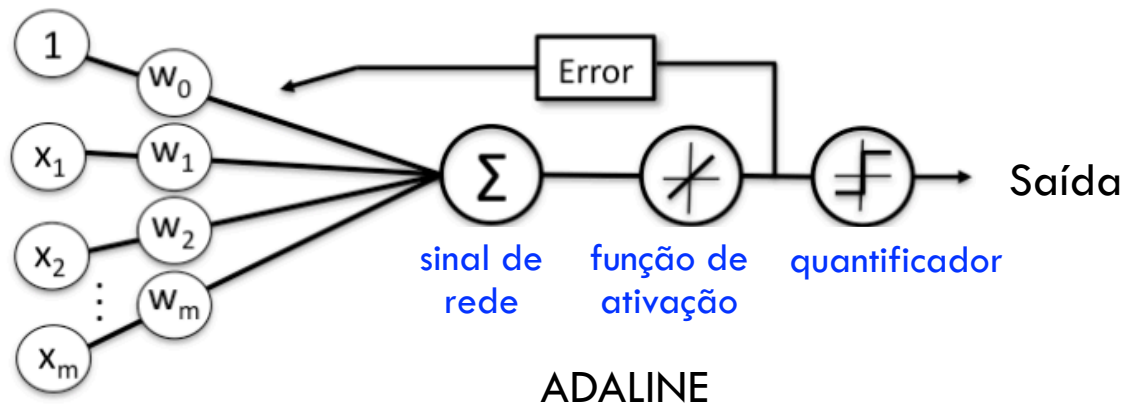 1
w₀
Error
x₁
w₁
Σ
Saída
x₂
w₂
sinal de
rede
função de
ativação
quantificador
⋮
xₘ
wₘ
ADALINE